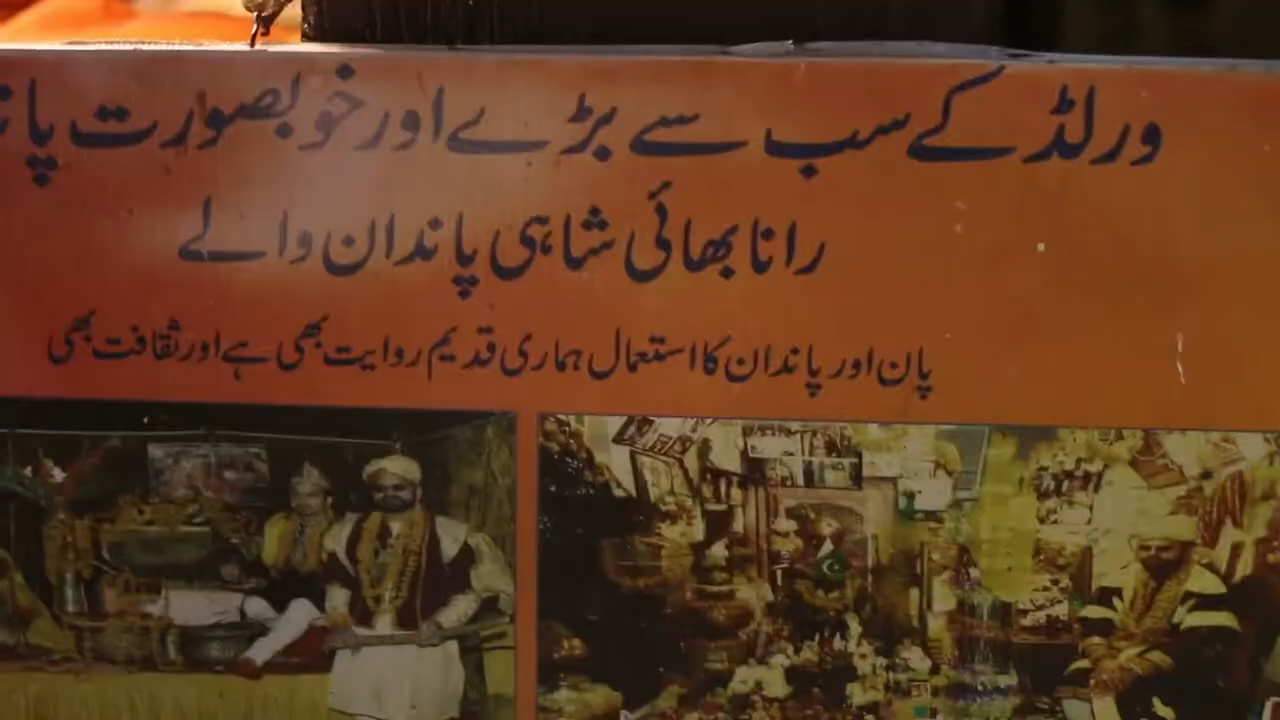 ورلڈ کے سب سے بڑے اور خوبصورت
رانا بھائی شاہی پاندان والے
پان اور پاندان کا استعمال ہماری قدیم روایت بھی ہے اور ثقافت بھی